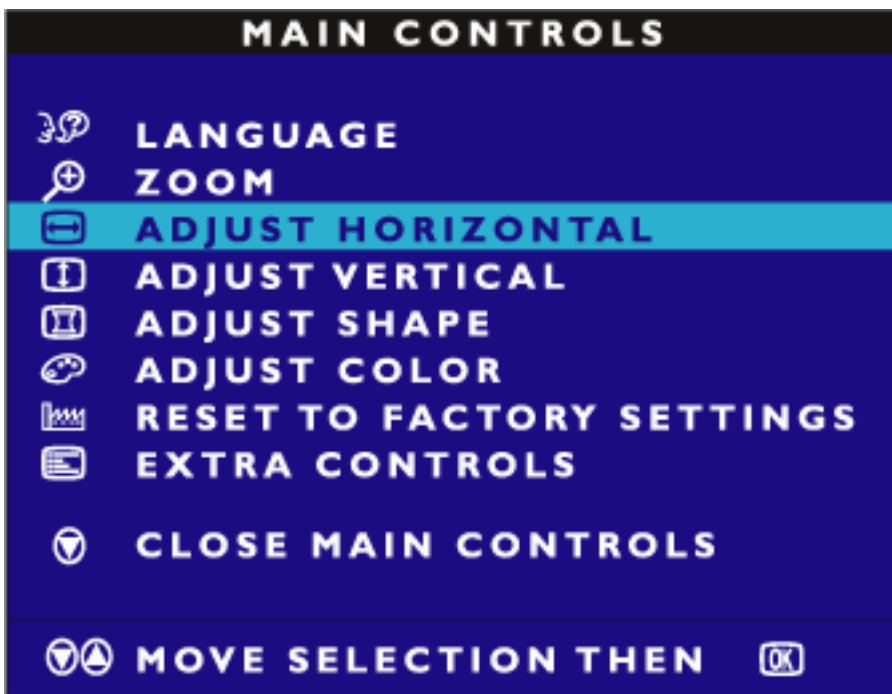 MAIN CONTROLS
LANGUAGE
ZOOM
ADJUST HORIZONTAL
ADJUST VERTICAL
ADJUST SHAPE
ADJUST COLOR
RESET TO FACTORY SETTINGS
EXTRA CONTROLS
CLOSE MAIN CONTROLS
MOVE SELECTION THEN OK